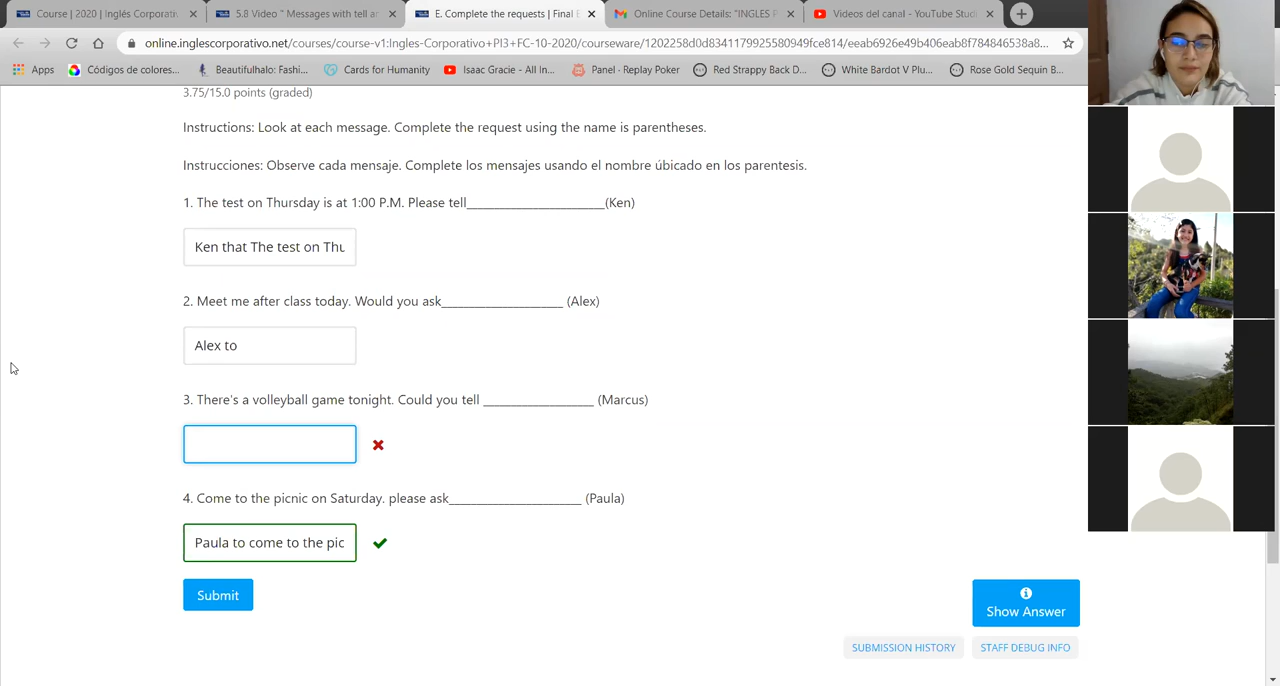 Course | 2020 | Inglés Corporati
5.8 Video " Messages with tell a
E. Complete the requests | Final E
Online Course Details: "INGLES P
Videos del canal - YouTube Stud
online.inglescorporativo.net/courses/course-v1:Ingles-Corporativo+PI3+FC-10-2020/courseware/1202258d0d8341179925580949fce814/eeab6926e49b406eab8f784846538a8...
Apps
Códigos de colores...
Beautifulhalo: Fashi...
Cards for Humanity
Isaac Gracie - All In...
Panel · Replay Poker
Red Strappy Back D...
White Bardot V Plu...
Rose Gold Sequin B...
3.75/15.0 points (graded)
Instructions: Look at each message. Complete the request using the name is parentheses.
Instrucciones: Observe cada mensaje. Complete los mensajes usando el nombre úbicado en los parentesis.
1. The test on Thursday is at 1:00 P.M. Please tell______________________(Ken)
Ken that The test on Thu
2. Meet me after class today. Would you ask___________________ (Alex)
Alex to
3. There's a volleyball game tonight. Could you tell _________________ (Marcus)
4. Come to the picnic on Saturday. please ask_____________________ (Paula)
Paula to come to the pic
Submit
Show Answer
SUBMISSION HISTORY
STAFF DEBUG INFO